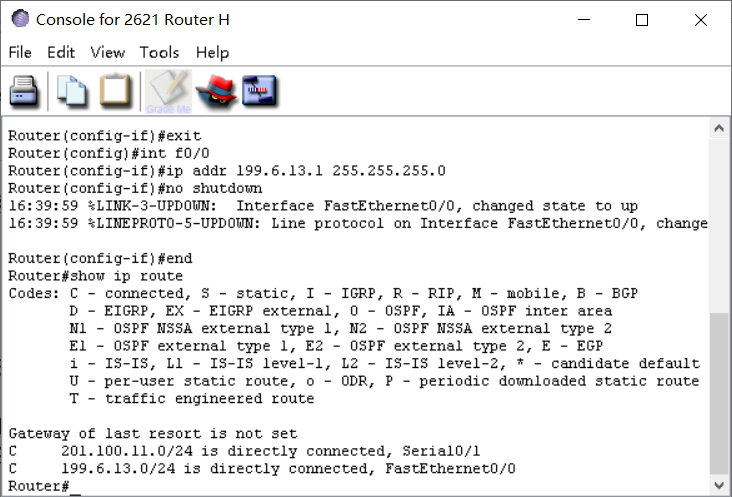 Console for 2621 Router H
File Edit View Tools Help
Grade Me
Router(config-if)#exit
Router(config)#int f0/0
Router(config-if)#ip addr 199.6.13.1 255.255.255.0
Router(config-if)#no shutdown
16:39:59 %LINK-3-UPDOWN:  Interface FastEthernet0/0, changed state to up
16:39:59 %LINEPROTO-5-UPDOWN: Line protocol on Interface FastEthernet0/0, change
Router(config-if)#end
Router#show ip route
Codes: C - connected, S - static, I - IGRP, R - RIP, M - mobile, B - BGP
       D - EIGRP, EX - EIGRP external, O - OSPF, IA - OSPF inter area
       N1 - OSPF NSSA external type 1, N2 - OSPF NSSA external type 2
       E1 - OSPF external type 1, E2 - OSPF external type 2, E - EGP
       i - IS-IS, L1 - IS-IS level-1, L2 - IS-IS level-2, * - candidate default
       U - per-user static route, o - ODR, P - periodic downloaded static route
       T - traffic engineered route
Gateway of last resort is not set
C     201.100.11.0/24 is directly connected, Serial0/1
C     199.6.13.0/24 is directly connected, FastEthernet0/0
Router#_